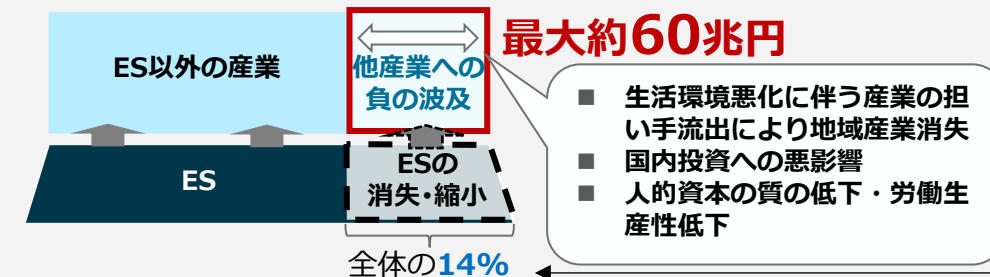 最大約60兆円
ES以外の産業
他産業への
負の波及
■ 生活環境悪化に伴う産業の担
い手流出により地域産業消失
■ 国内投資への悪影響
■ 人的資本の質の低下・労働生
産性低下
ES
ESの
消失・縮小
全体の14%